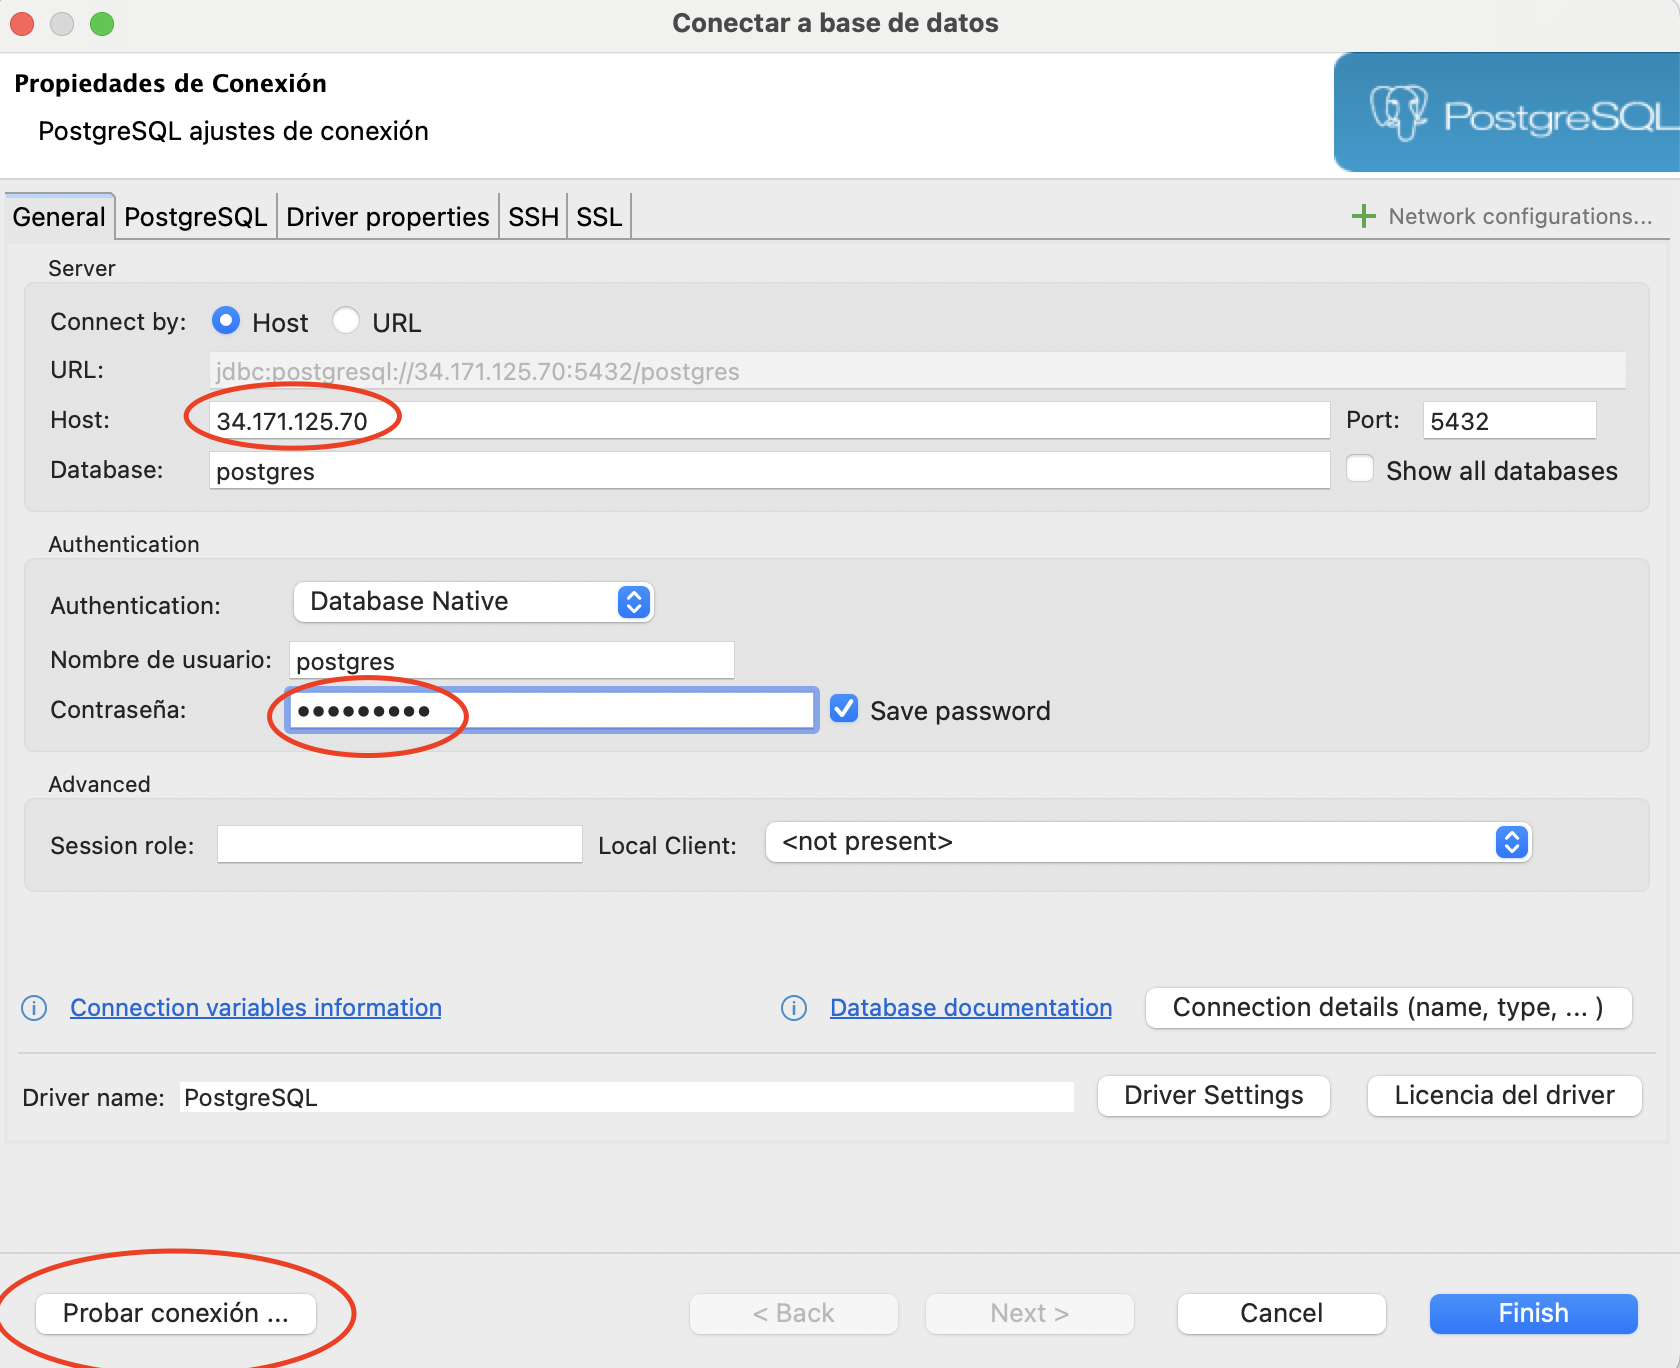 Conectar a base de datos
Propiedades de Conexión
PostgreSQL ajustes de conexión
PostgreSQL
General PostgreSQL Driver properties SSH SSL Network configurations...
Server
Connect by: Host URL
URL: jdbc:postgresql://34.171.125.70:5432/postgres
Host: 34.171.125.70 Port: 5432
Database: postgres Show all databases
Authentication
Authentication: Database Native
Nombre de usuario: postgres
Contraseña: ••••••••• Save password
Advanced
Session role: Local Client: <not present>
Connection variables information Database documentation Connection details (name, type, ... )
Driver name: PostgreSQL Driver Settings Licencia del driver
Probar conexión ... < Back Next > Cancel Finish